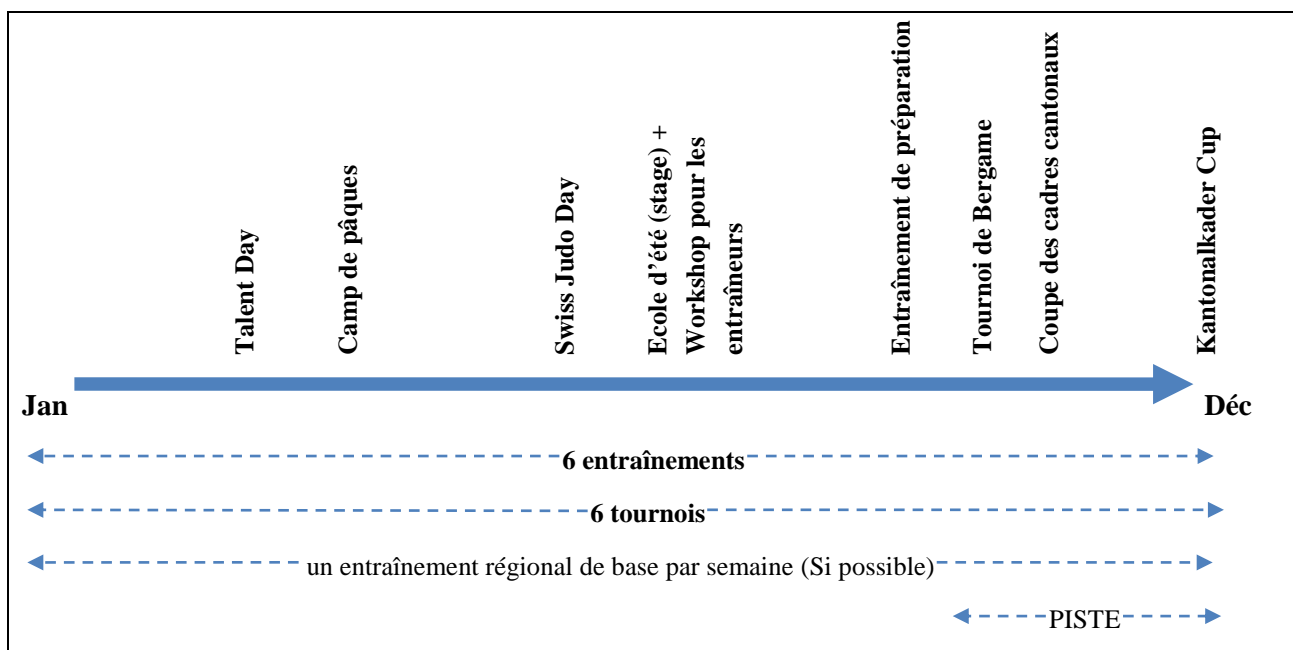 Talent Day
Camp de pâques
Swiss Judo Day
Ecole d’été (stage) +
Workshop pour les
entraîneurs
Entraînement de préparation
Tournoi de Bergame
Coupe des cadres cantonaux
Kantonalkader Cup
Jan
Déc
6 entraînements
6 tournois
un entraînement régional de base par semaine (Si possible)
PISTE